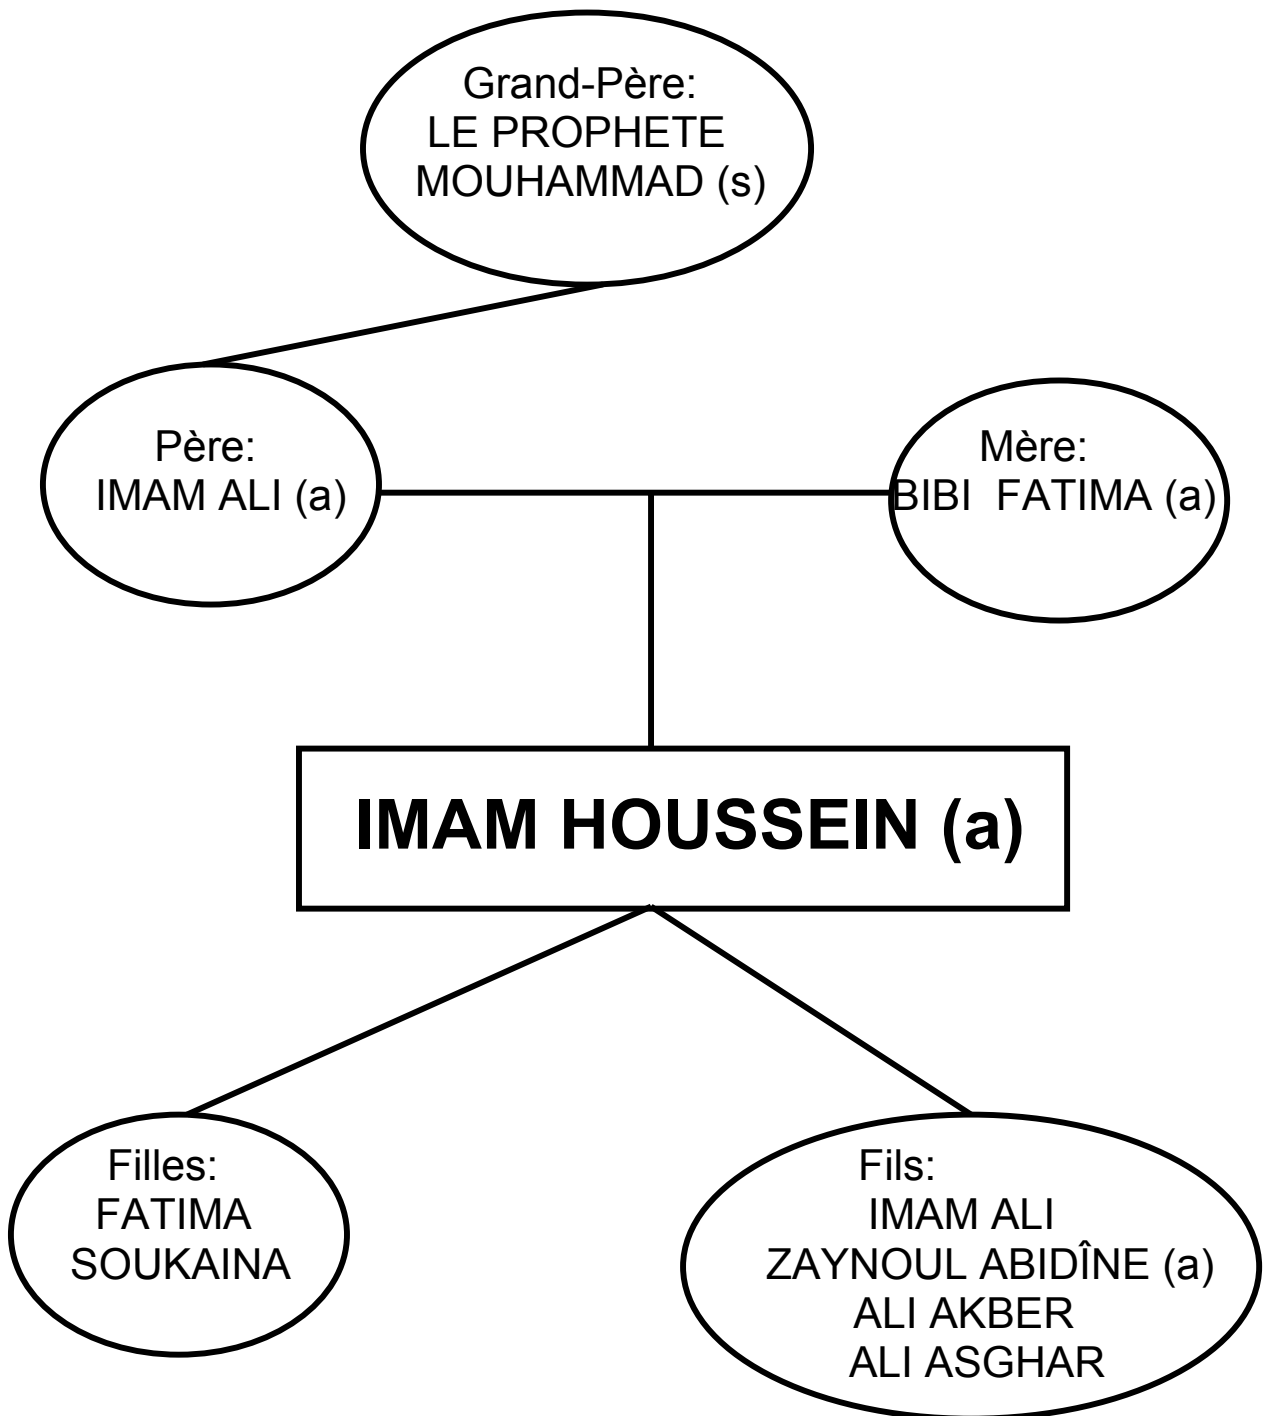 Grand-Père:
LE PROPHETE
MOUHAMMAD (s)
Père:
IMAM ALI (a)
Mère:
BIBI FATIMA (a)
IMAM HOUSSEIN (a)
Filles:
FATIMA
SOUKAINA
Fils:
IMAM ALI
ZAYNOUL ABIDÎNE (a)
ALI AKBER
ALI ASGHAR